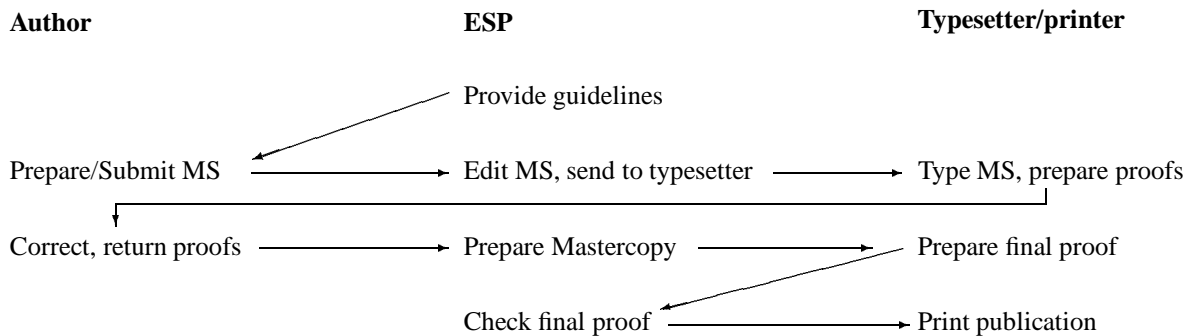 Author ESP Typesetter/printer
Provide guidelines
Prepare/Submit MS Edit MS, send to typesetter Type MS, prepare proofs
Correct, return proofs Prepare Mastercopy Prepare final proof
Check final proof Print publication